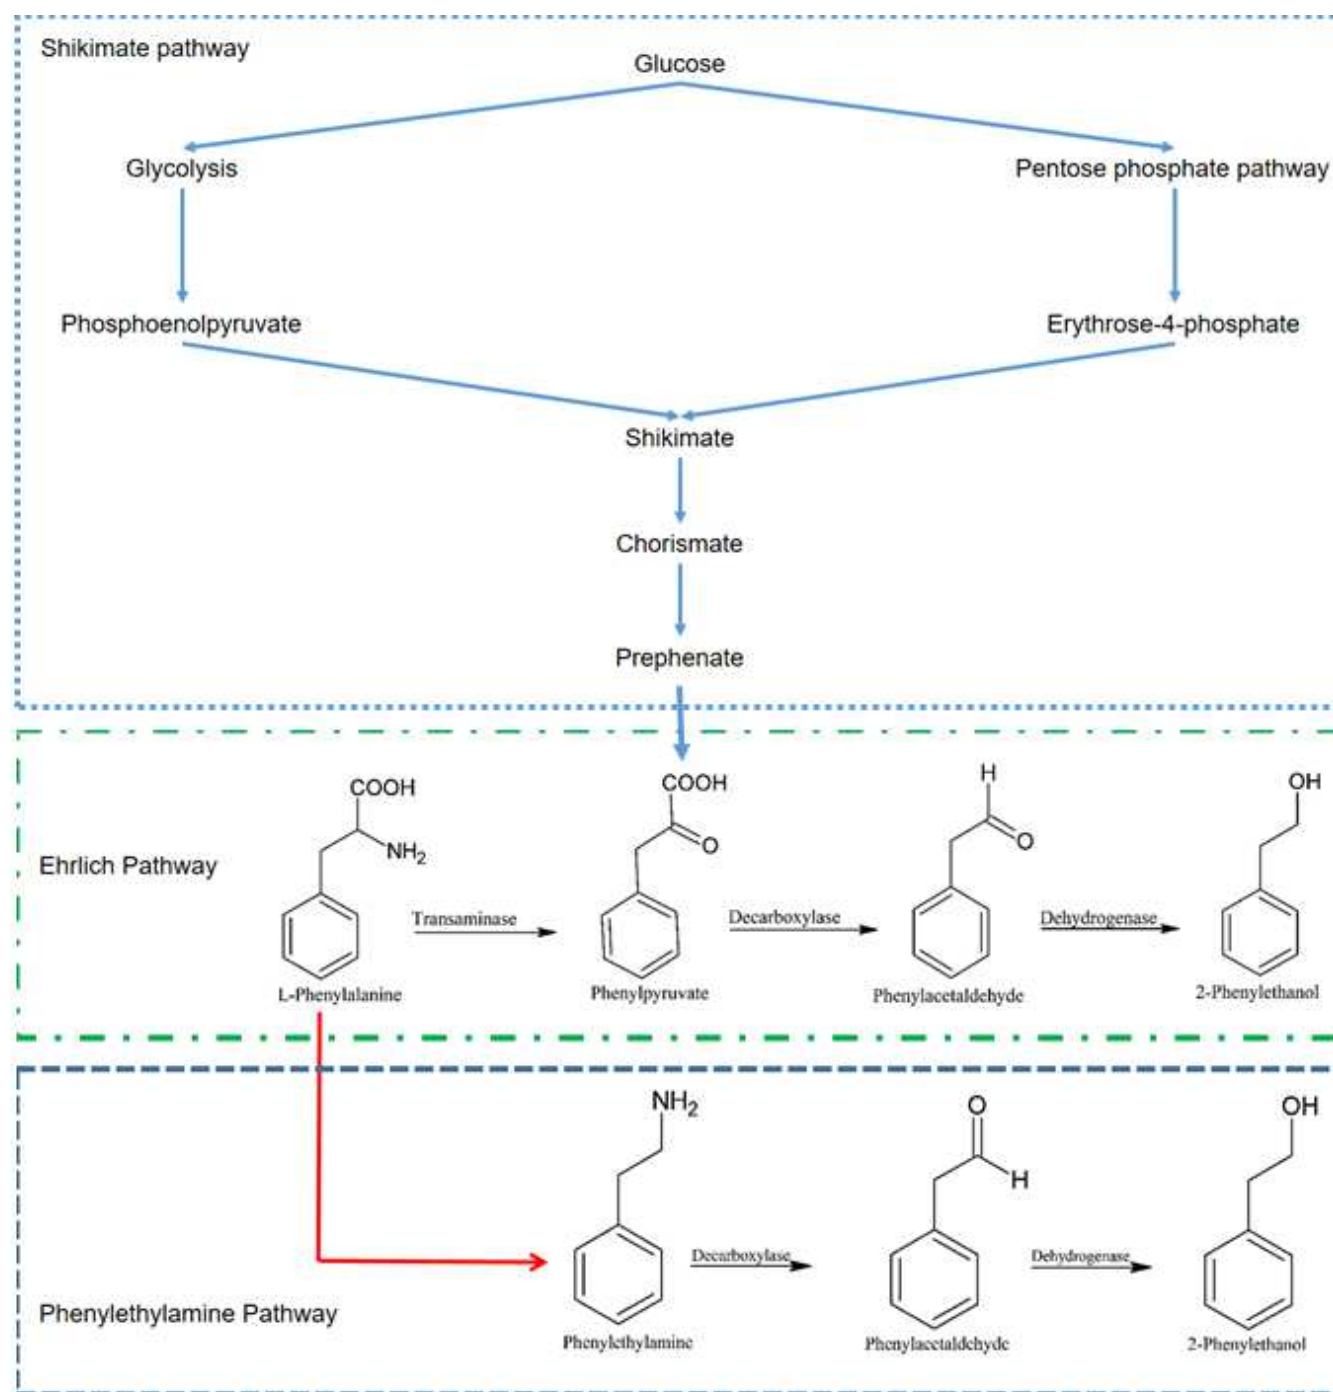 Shikimate pathway
Glucose
Glycolysis
Pentose phosphate pathway
Phosphoenolpyruvate
Erythrose-4-phosphate
Shikimate
Chorismate
Prephenate
Ehrlich Pathway
COOH
NH₂
L-Phenylalanine
Transaminase
COOH
O
Phenylpyruvate
Decarboxylase
H
O
Phenylacetaldehyde
Dehydrogenase
OH
2-Phenylethanol
Phenylethylamine Pathway
NH₂
Phenylethylamine
Decarboxylase
O
H
Phenylacetaldehyde
Dehydrogenase
OH
2-Phenylethanol